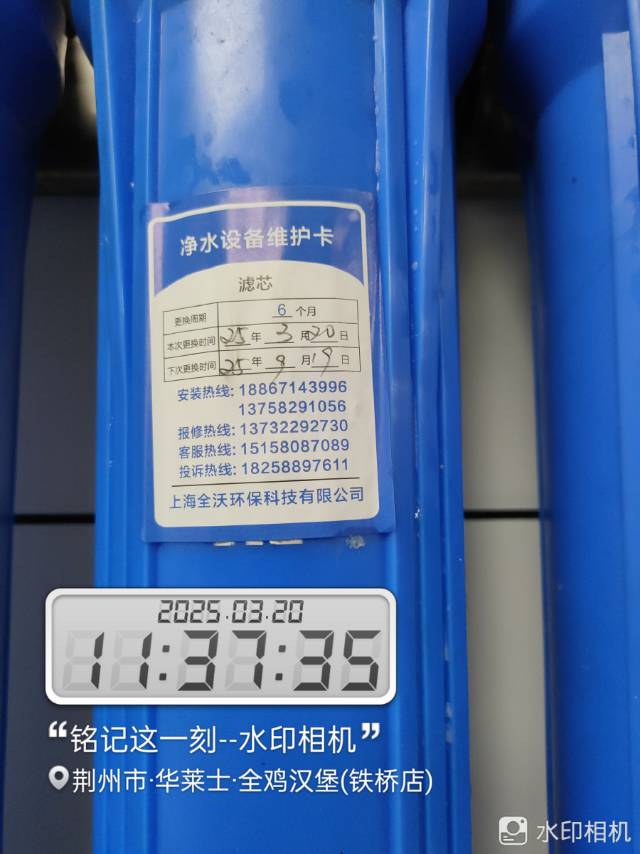 净水设备维护卡
滤芯
更换周期 6 个月
本次更换时间 25 年 3 月 20 日
下次更换时间 25 年 9 月 19 日
安装热线: 18867143996
13758291056
报修热线: 13732292730
客服热线: 15158087089
投诉热线: 18258897611
上海全沃环保科技有限公司
2025.03.20
11:37:35
“铭记这一刻--水印相机”
荆州市·华莱士·全鸡汉堡(铁桥店)
水印相机